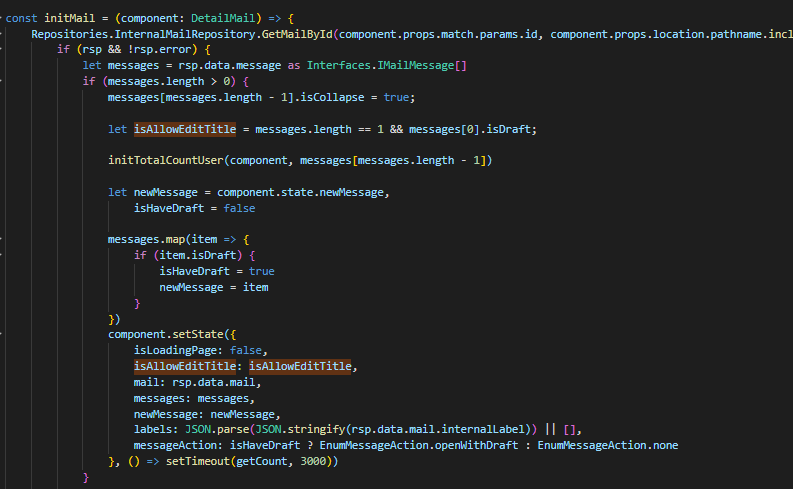 const initMail = (component: DetailMail) => {
    Repositories.InternalMailRepository.GetMailById(component.props.match.params.id, component.props.location.pathname.incl
        if (rsp && !rsp.error) {
            let messages = rsp.data.message as Interfaces.IMailMessage[]
            if (messages.length > 0) {
                messages[messages.length - 1].isCollapse = true;
                let isAllowEditTitle = messages.length == 1 && messages[0].isDraft;
                initTotalCountUser(component, messages[messages.length - 1])
                let newMessage = component.state.newMessage,
                    isHaveDraft = false
                messages.map(item => {
                    if (item.isDraft) {
                        isHaveDraft = true
                        newMessage = item
                    }
                })
                component.setState({
                    isLoadingPage: false,
                    isAllowEditTitle: isAllowEditTitle,
                    mail: rsp.data.mail,
                    messages: messages,
                    newMessage: newMessage,
                    labels: JSON.parse(JSON.stringify(rsp.data.mail.internalLabel)) || [],
                    messageAction: isHaveDraft ? EnumMessageAction.openWithDraft : EnumMessageAction.none
                }, () => setTimeout(getCount, 3000))
            }